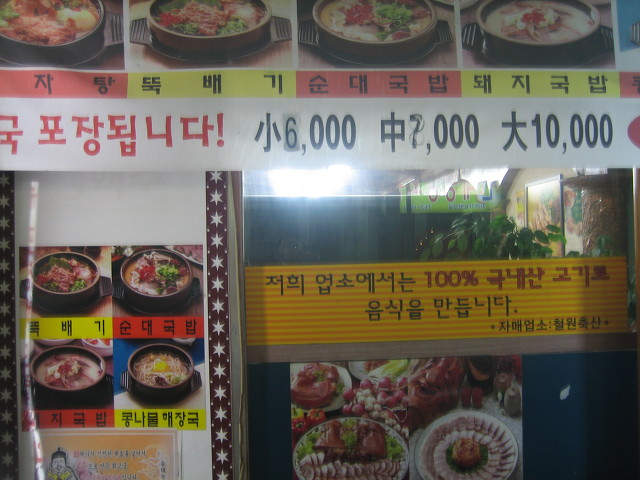 자탕 뚝배기 순대국밥 돼지국밥
국 포장됩니다! 小6,000 中7,000 大10,000
저희 업소에서는 100% 국내산 고기로
음식을 만듭니다.
*자매업소:철원축산*
뚝배기 순대국밥
지국밥 콩나물해장국